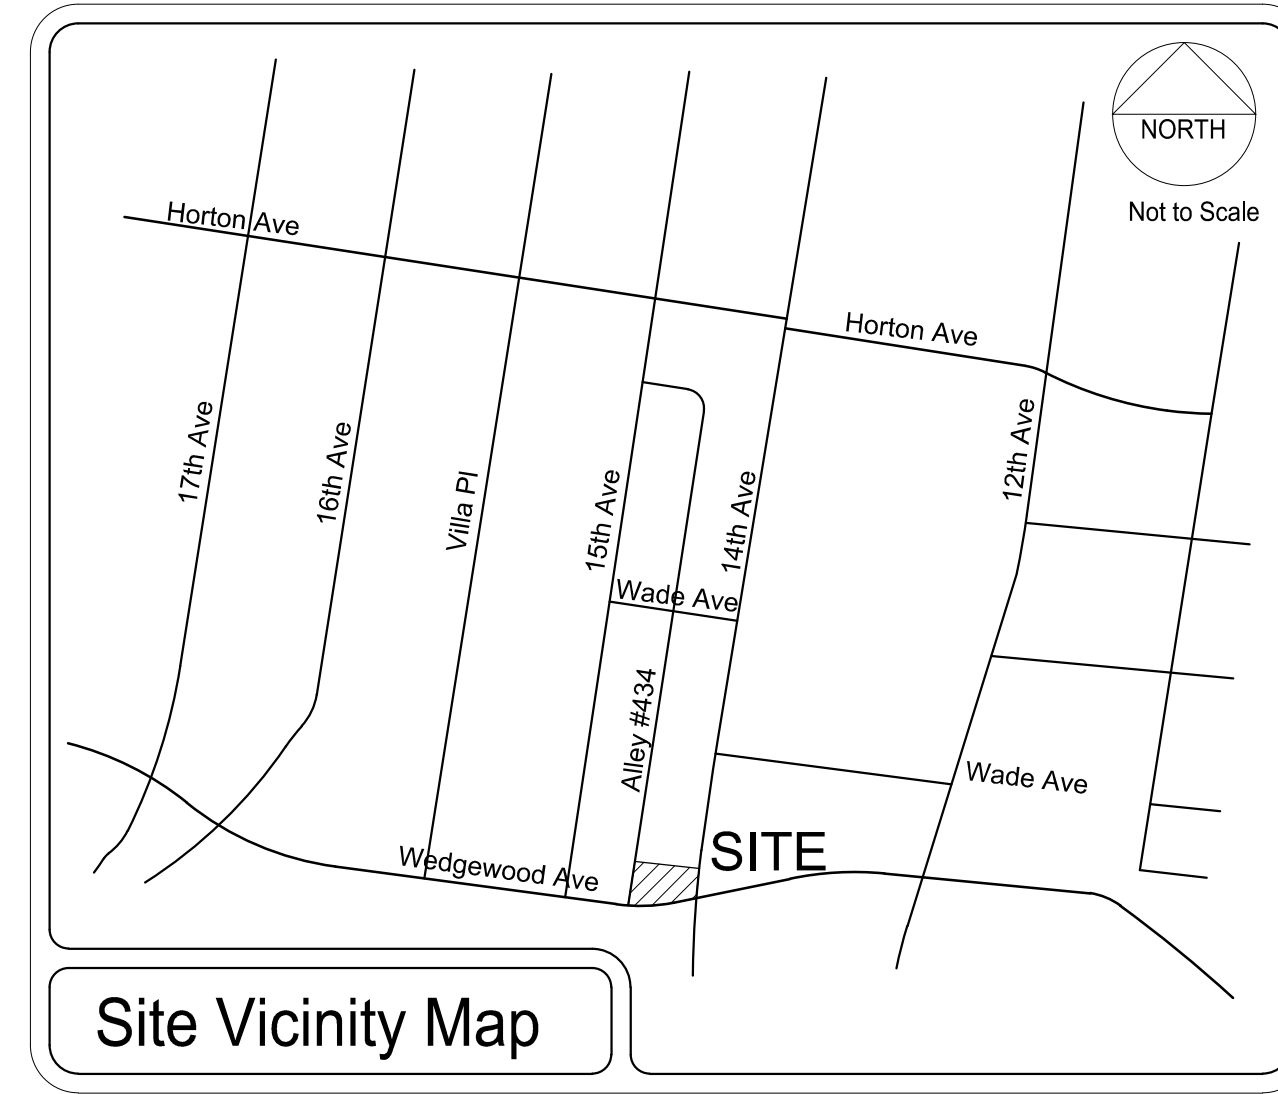 NORTH
Not to Scale
Horton Ave
Horton Ave
17th Ave
16th Ave
Villa Pl
15th Ave
14th Ave
12th Ave
Wade Ave
Alley #434
Wade Ave
SITE
Wedgewood Ave
Site Vicinity Map